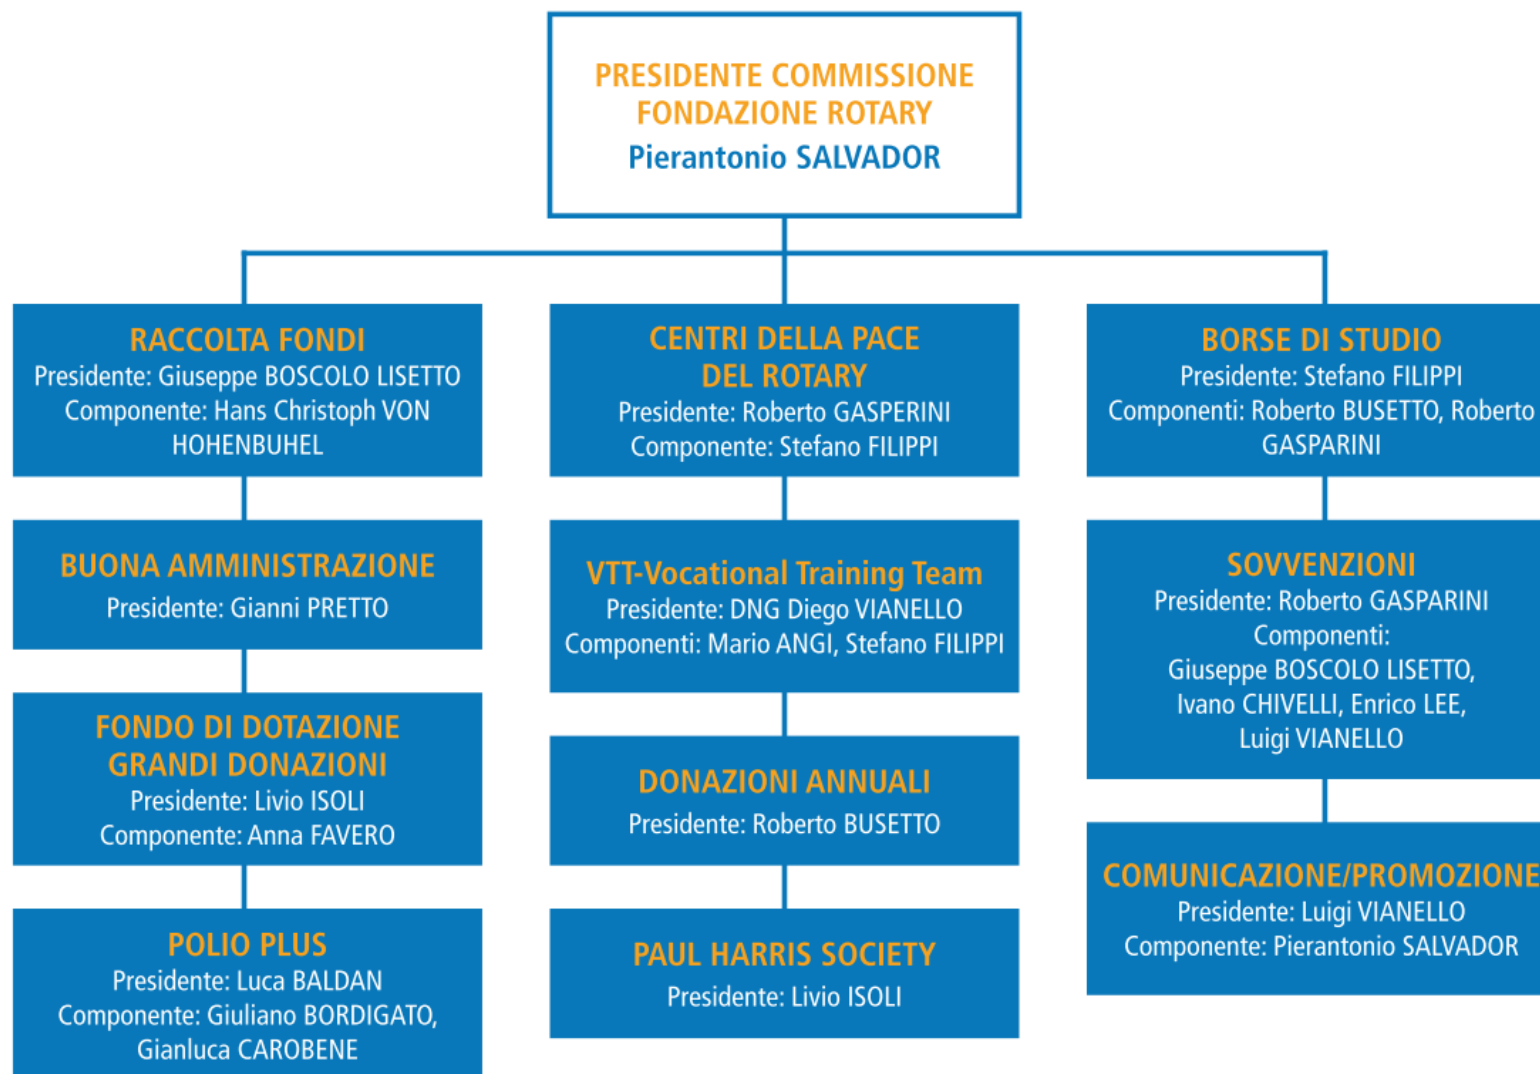 PRESIDENTE COMMISSIONE
FONDAZIONE ROTARY
Pierantonio SALVADOR
RACCOLTA FONDI
Presidente: Giuseppe BOSCOLO LISETTO
Componente: Hans Christoph VON
HOHENBUHEL
BUONA AMMINISTRAZIONE
Presidente: Gianni PRETTO
FONDO DI DOTAZIONE
GRANDI DONAZIONI
Presidente: Livio ISOLI
Componente: Anna FAVERO
POLIO PLUS
Presidente: Luca BALDAN
Componente: Giuliano BORDIGATO,
Gianluca CAROBENE
CENTRI DELLA PACE
DEL ROTARY
Presidente: Roberto GASPERINI
Componente: Stefano FILIPPI
VTT-Vocational Training Team
Presidente: DNG Diego VIANELLO
Componenti: Mario ANGI, Stefano FILIPPI
DONAZIONI ANNUALI
Presidente: Roberto BUSETTO
PAUL HARRIS SOCIETY
Presidente: Livio ISOLI
BORSE DI STUDIO
Presidente: Stefano FILIPPI
Componenti: Roberto BUSETTO, Roberto
GASPARINI
SOVVENZIONI
Presidente: Roberto GASPARINI
Componenti:
Giuseppe BOSCOLO LISETTO,
Ivano CHIVELLI, Enrico LEE,
Luigi VIANELLO
COMUNICAZIONE/PROMOZIONE
Presidente: Luigi VIANELLO
Componente: Pierantonio SALVADOR